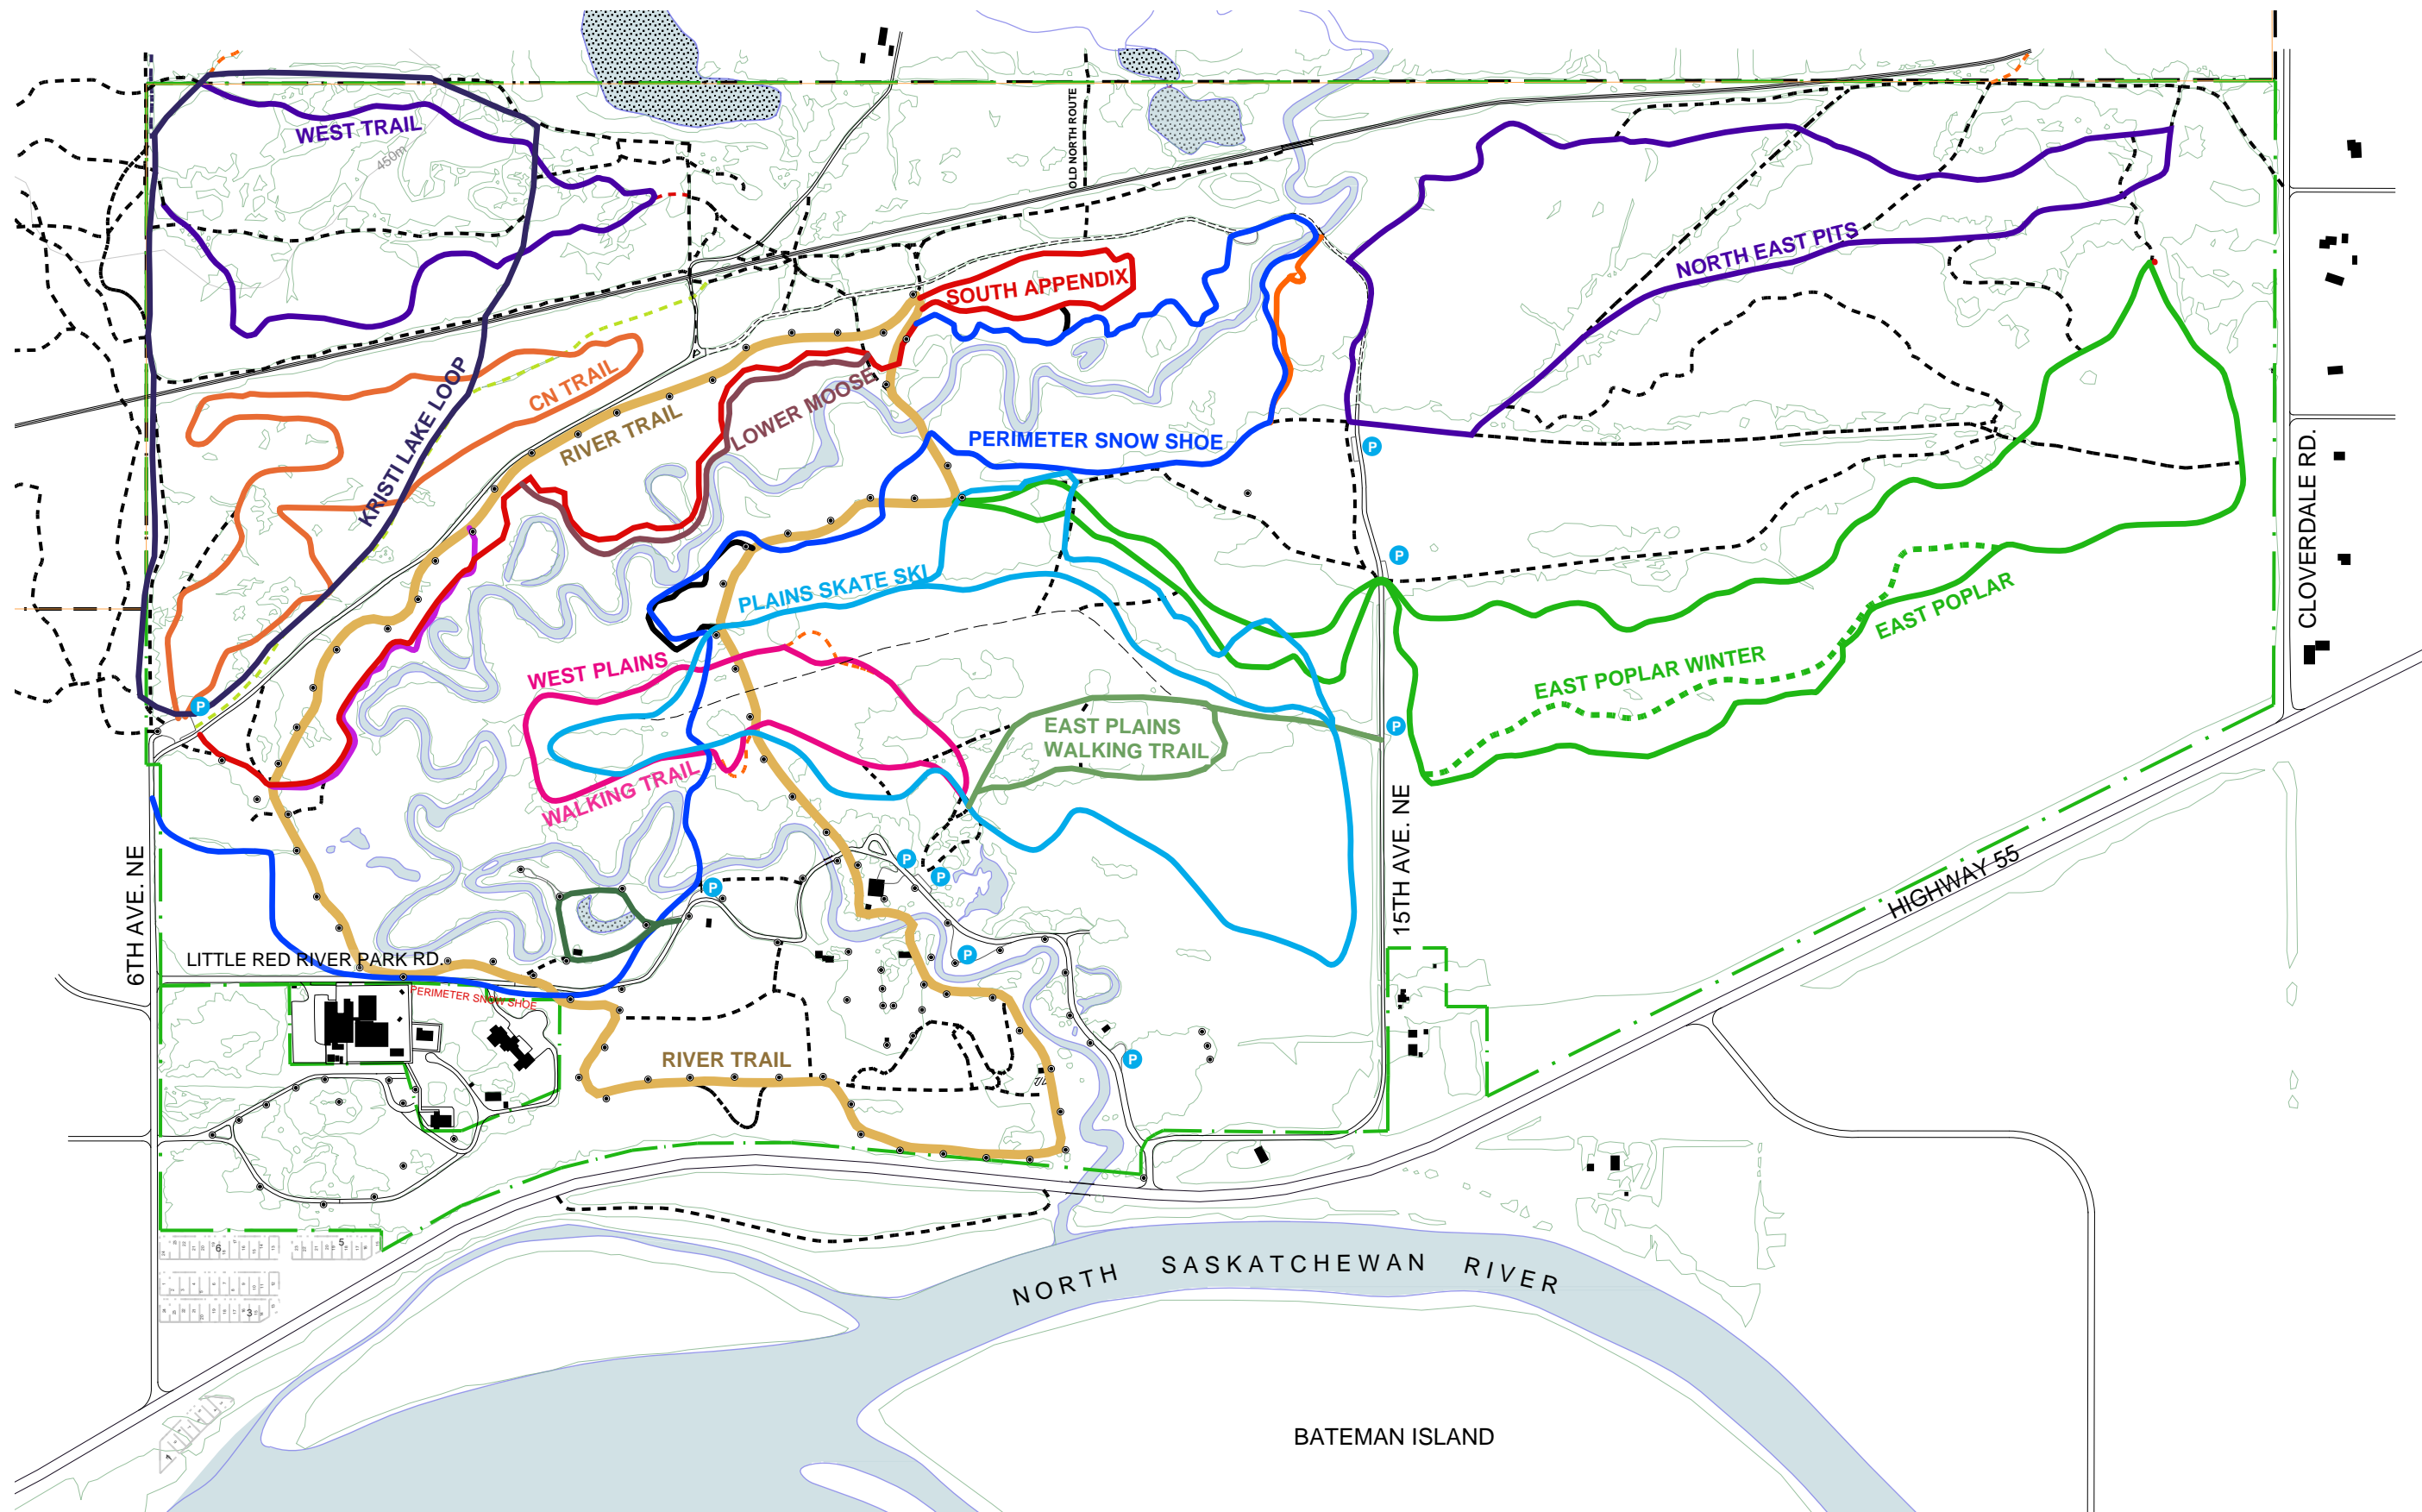 OLD NORTH ROUTE
WEST TRAIL
450m
NORTH EAST PITS
SOUTH APPENDIX
CN TRAIL
KRISTI LAKE LOOP
RIVER TRAIL
LOWER MOOSE
PERIMETER SNOW SHOE
P
P
CLOVERDALE RD.
PLAINS SKATE SKI
EAST POPLAR
EAST POPLAR WINTER
WEST PLAINS
WALKING TRAIL
EAST PLAINS
WALKING TRAIL
P
P
P
P
P
P
P
6TH AVE. NE
15TH AVE. NE
HIGHWAY 55
LITTLE RED RIVER PARK RD.
PERIMETER SNOW SHOE
RIVER TRAIL
6
5
3
NORTH SASKATCHEWAN RIVER
BATEMAN ISLAND